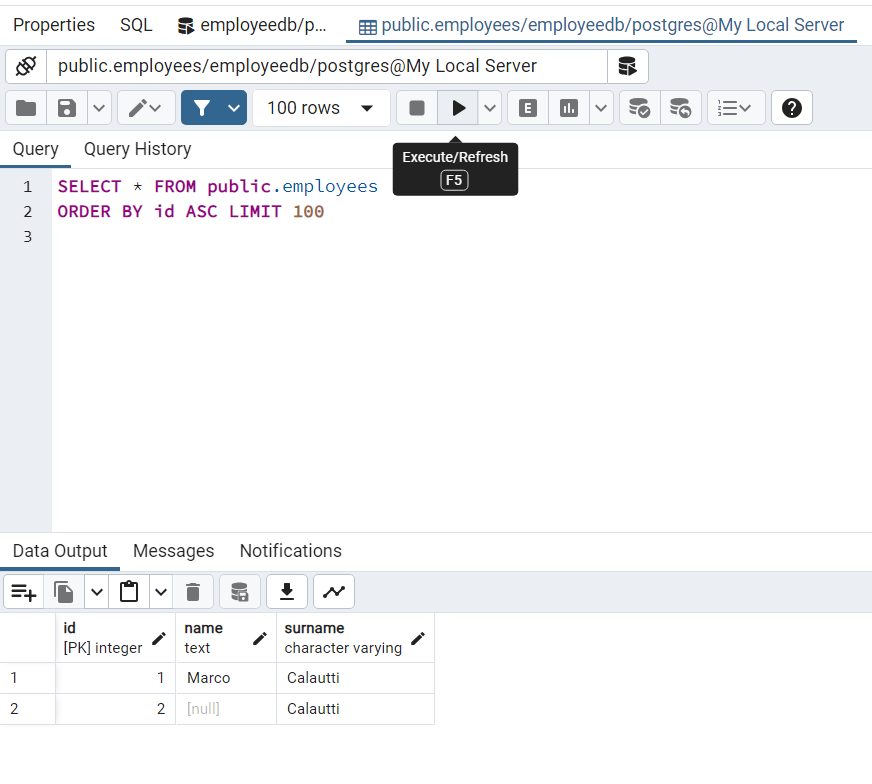 Properties SQL employeedb/p... public.employees/employeedb/postgres@My Local Server
public.employees/employeedb/postgres@My Local Server
100 rows E ?
Query Query History
Execute/Refresh
F5
1 SELECT * FROM public.employees
2 ORDER BY id ASC LIMIT 100
3
Data Output Messages Notifications
id name surname
[PK] integer text character varying
1 1 Marco Calautti
2 2 [null] Calautti